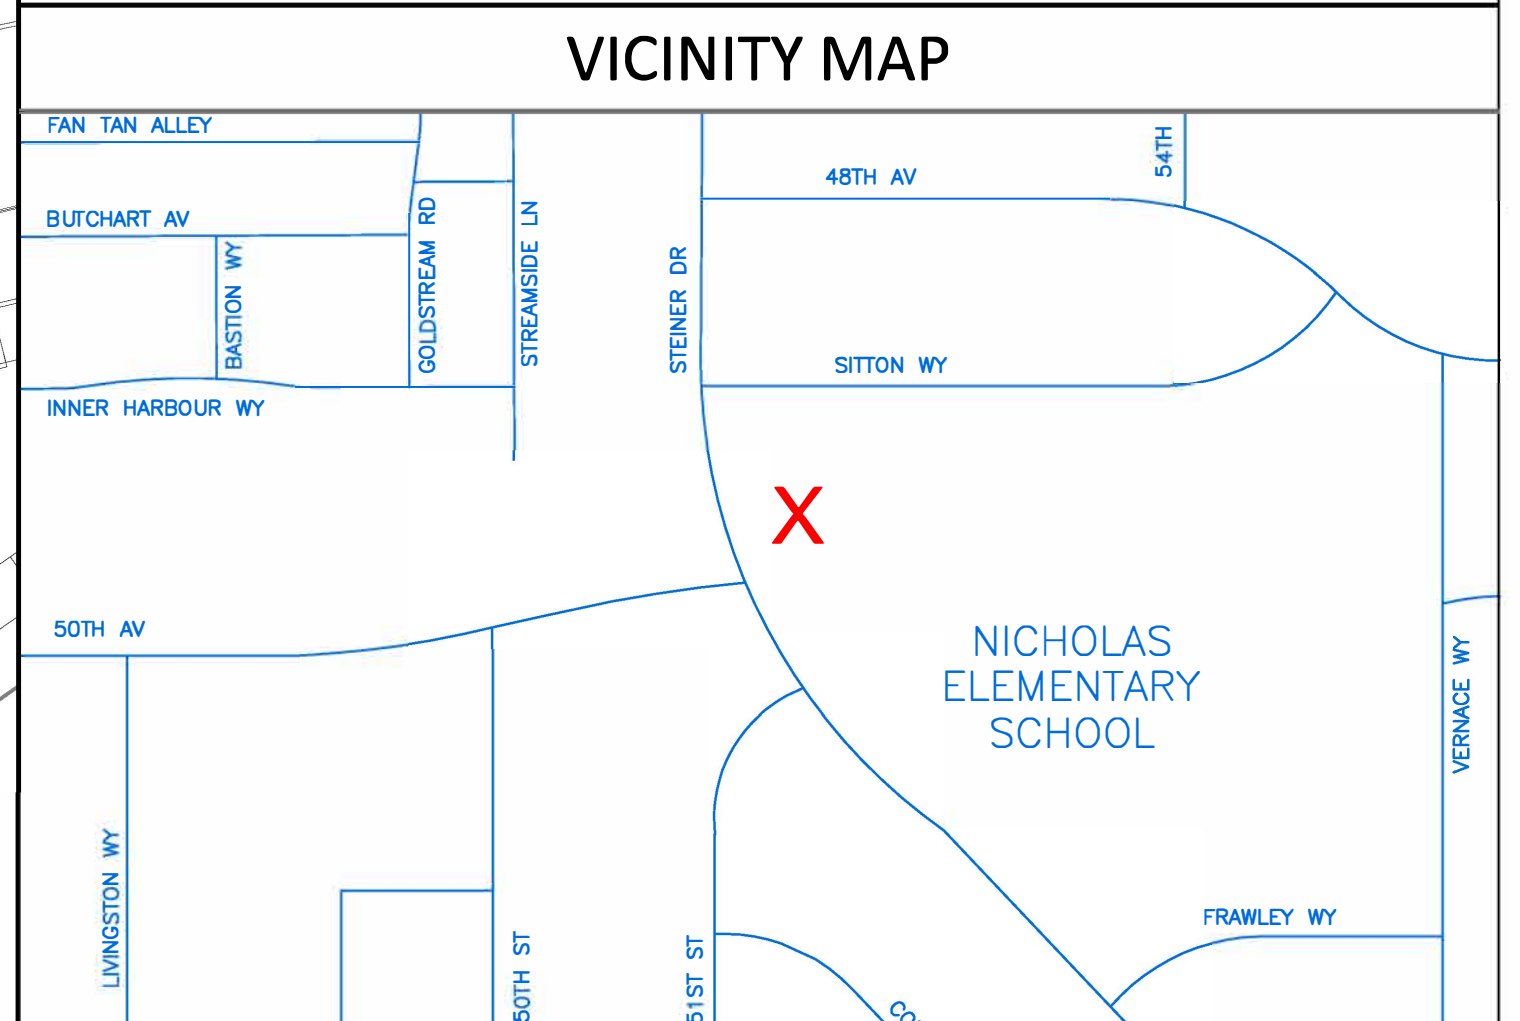 VICINITY MAP
FAN TAN ALLEY
54TH
48TH AV
BUTCHART AV
GOLDSTREAM RD
STREAMSIDE LN
BASTION WY
STEINER DR
SITTON WY
INNER HARBOUR WY
X
50TH AV
NICHOLAS
ELEMENTARY
SCHOOL
VERNACE WY
LIVINGSTON WY
FRAWLEY WY
50TH ST
51ST ST